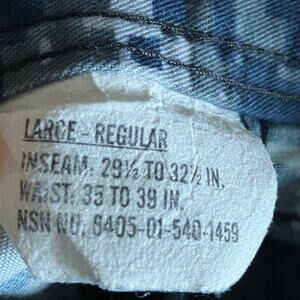 LARGE - REGULAR
INSEAM: 29½ TO 32½ IN.
WAIST: 35 TO 39 IN.
NSN NO. 8405-01-540-1459